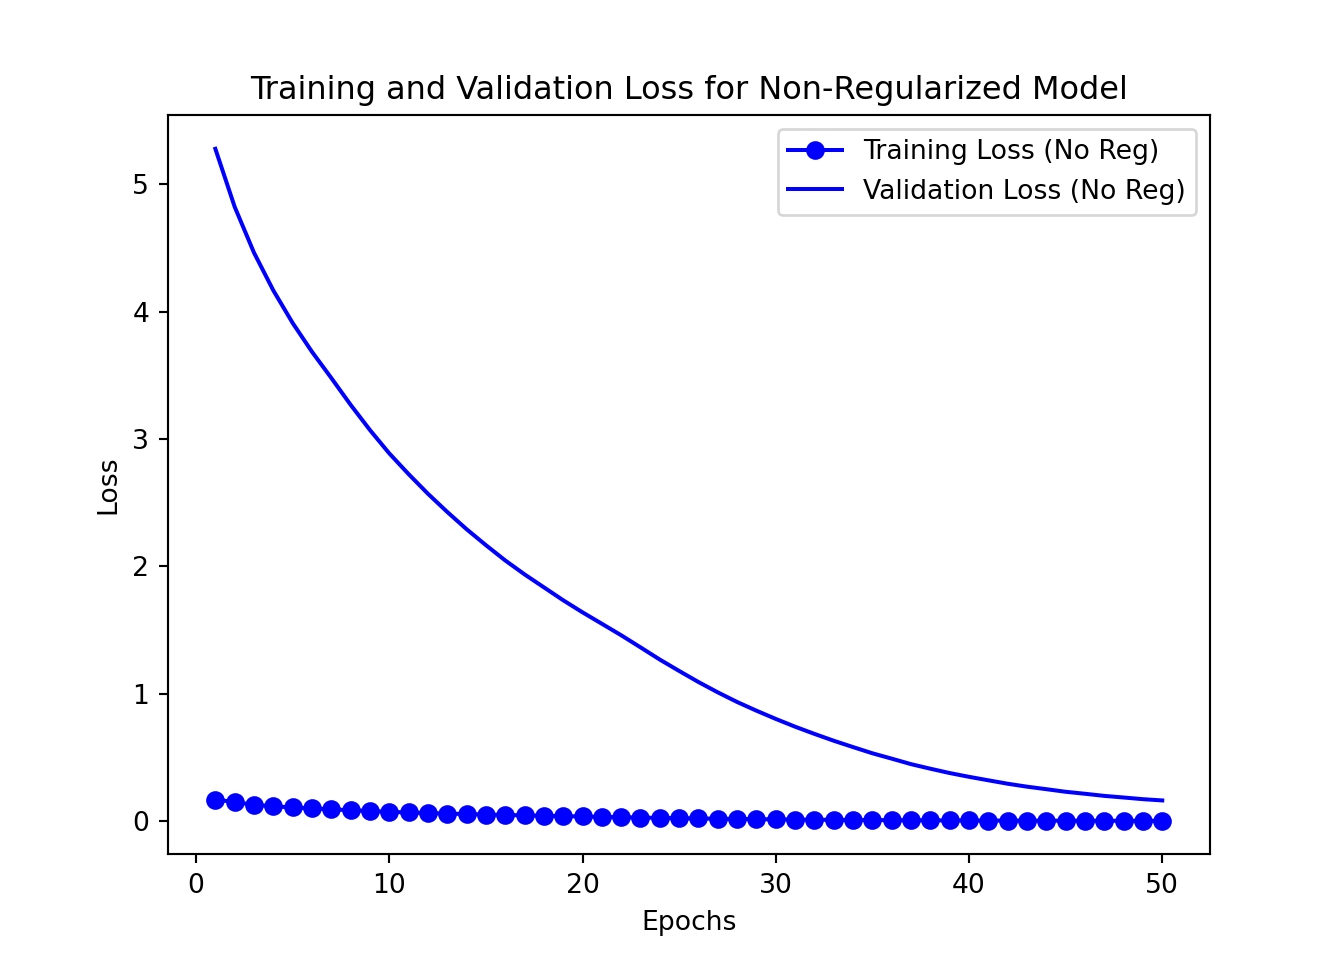 Training and Validation Loss for Non-Regularized Model
Training Loss (No Reg)
Validation Loss (No Reg)
5
4
3
2
1
0
Loss
0 10 20 30 40 50
Epochs